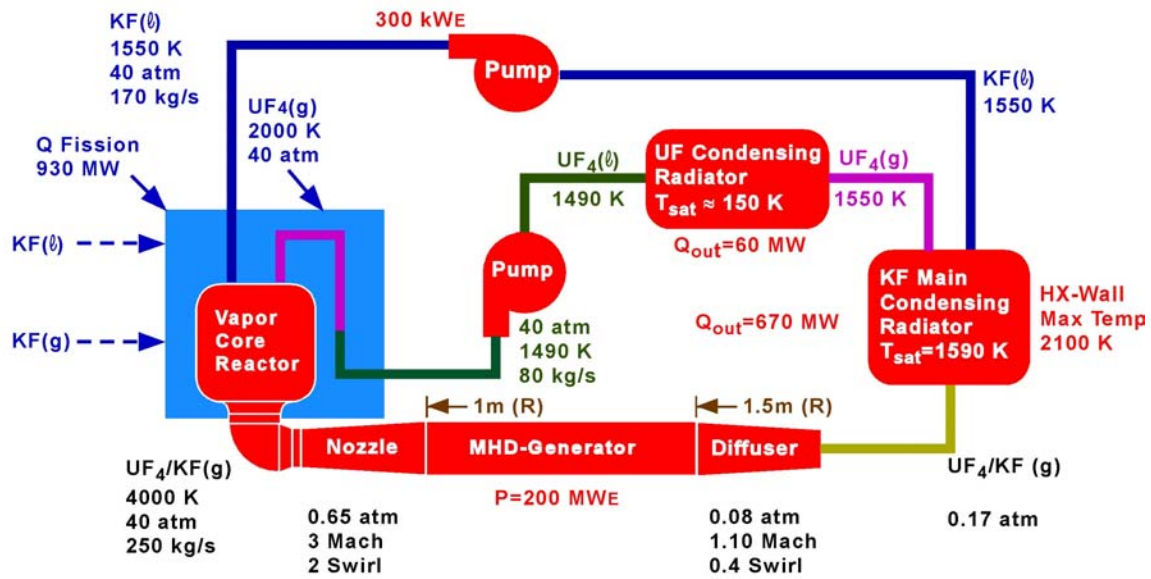 KF(ℓ)
1550 K
40 atm
170 kg/s
300 kWE
Pump
KF(ℓ)
1550 K
Q Fission
930 MW
UF4(g)
2000 K
40 atm
UF₄(ℓ)
1490 K
UF Condensing
Radiator
T_sat ≈ 150 K
UF₄(g)
1550 K
Q_out=60 MW
KF(ℓ)
KF(g)
Vapor
Core
Reactor
Pump
40 atm
1490 K
80 kg/s
Q_out=670 MW
KF Main
Condensing
Radiator
T_sat=1590 K
HX-Wall
Max Temp
2100 K
1m (R)
1.5m (R)
Nozzle
MHD-Generator
Diffuser
UF₄/KF(g)
4000 K
40 atm
250 kg/s
P=200 MWE
0.65 atm
3 Mach
2 Swirl
0.08 atm
1.10 Mach
0.4 Swirl
UF₄/KF (g)
0.17 atm